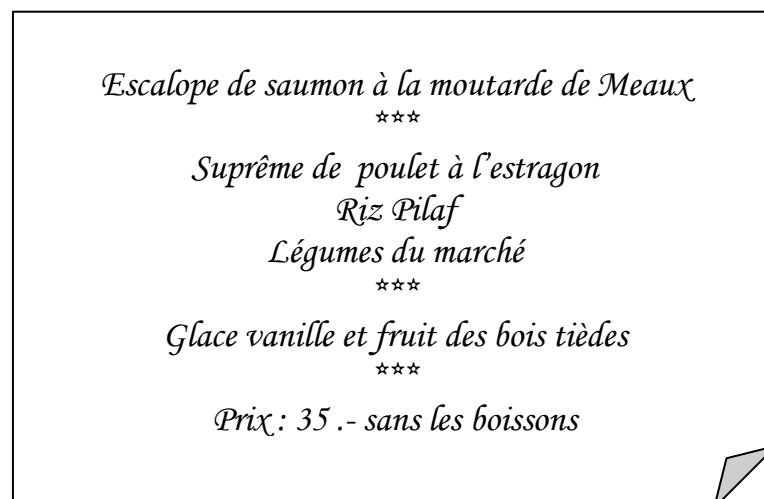 Escalope de saumon à la moutarde de Meaux
***
Suprême de poulet à l'estragon
Riz Pilaf
Légumes du marché
***
Glace vanille et fruit des bois tièdes
***
Prix : 35 .- sans les boissons